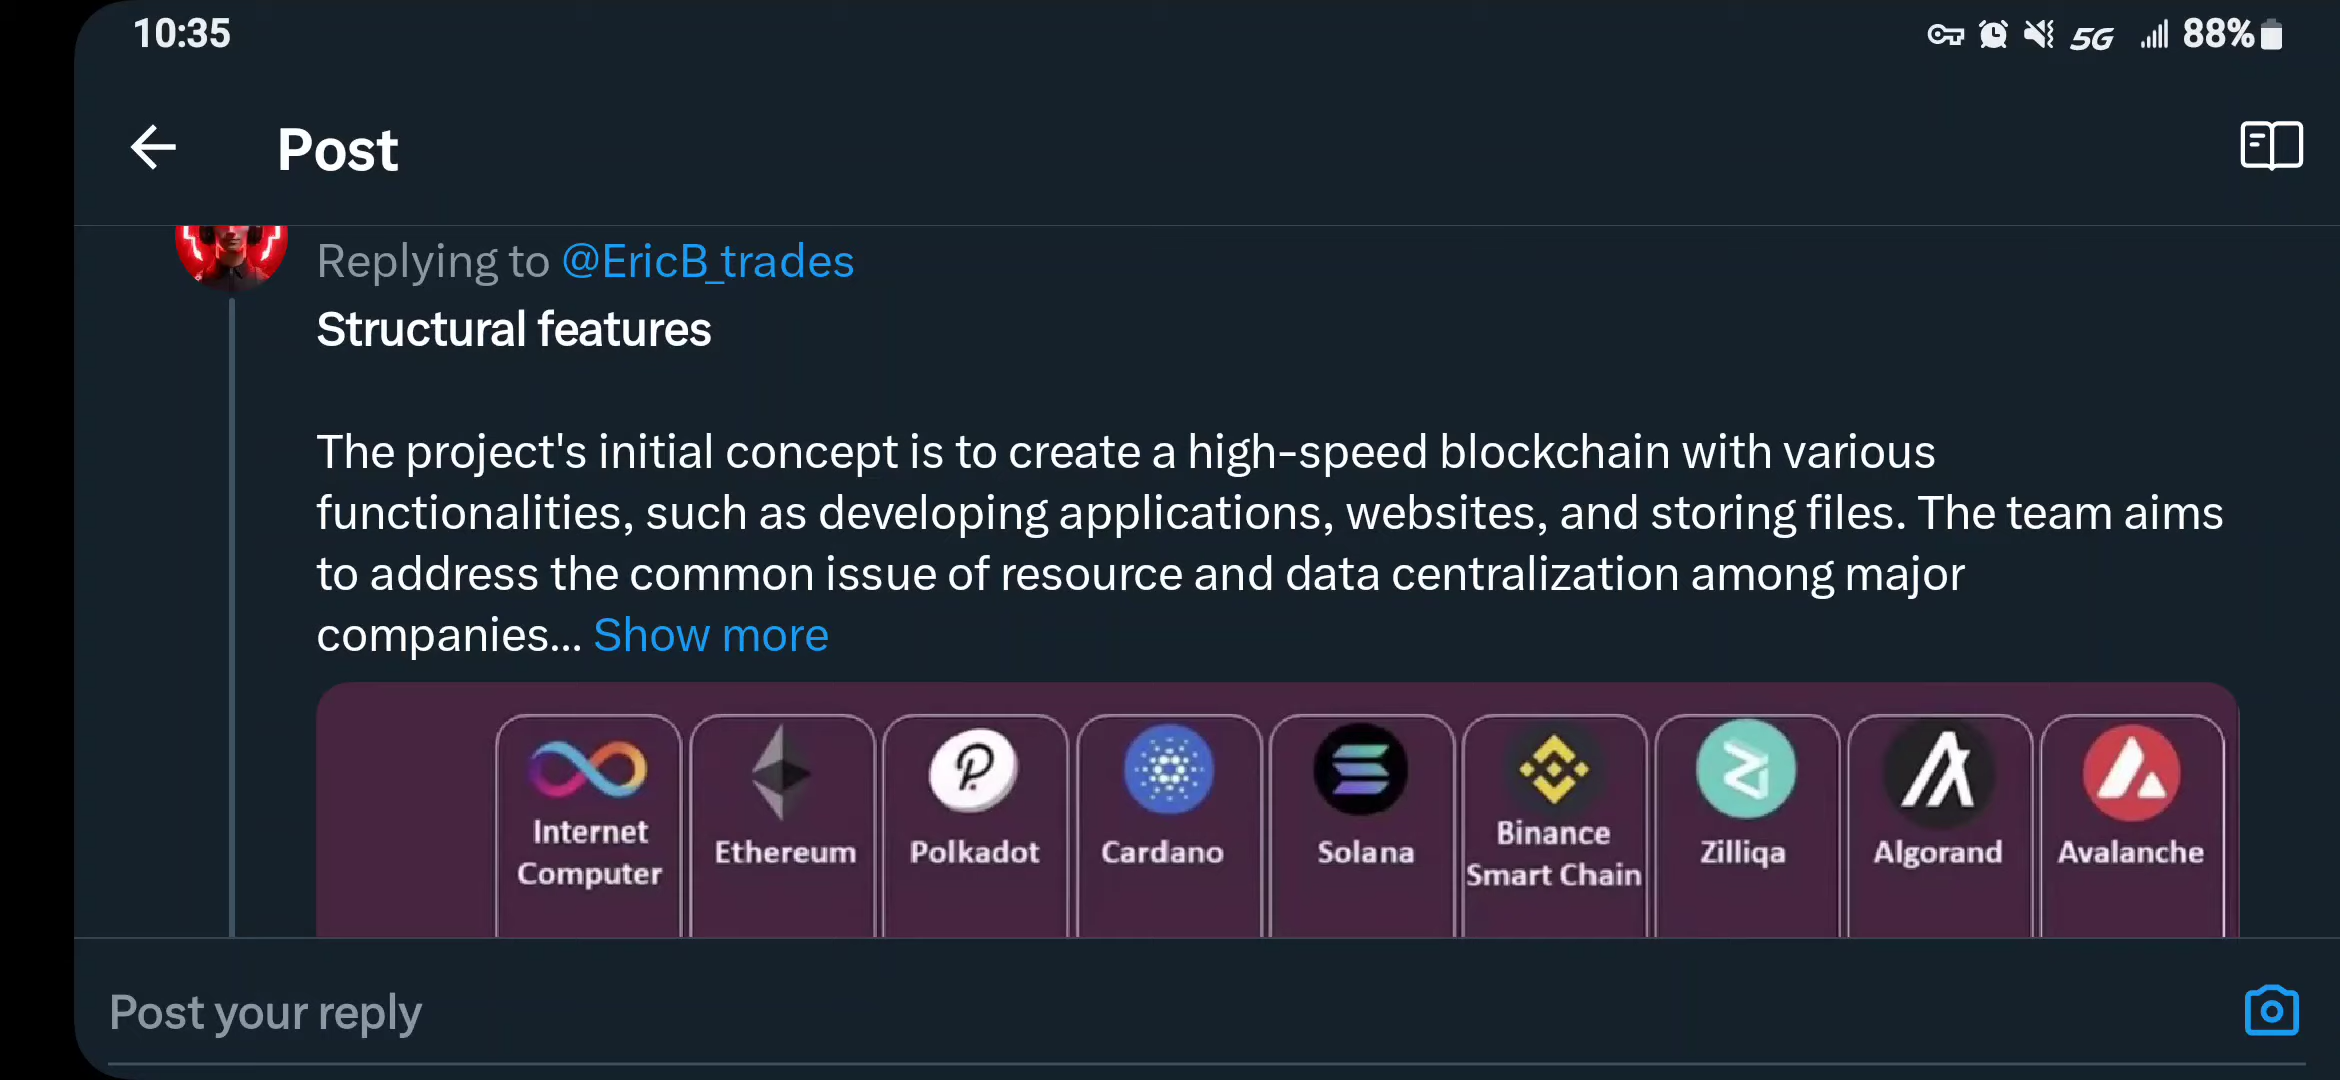 10:35
5G
88%
Post
Replying to @EricB_trades
Structural features
The project's initial concept is to create a high-speed blockchain with various
functionalities, such as developing applications, websites, and storing files. The team aims
to address the common issue of resource and data centralization among major
companies... Show more
Internet
Computer
Ethereum
Polkadot
Cardano
Solana
Binance
Smart Chain
Zilliqa
Algorand
Avalanche
Post your reply